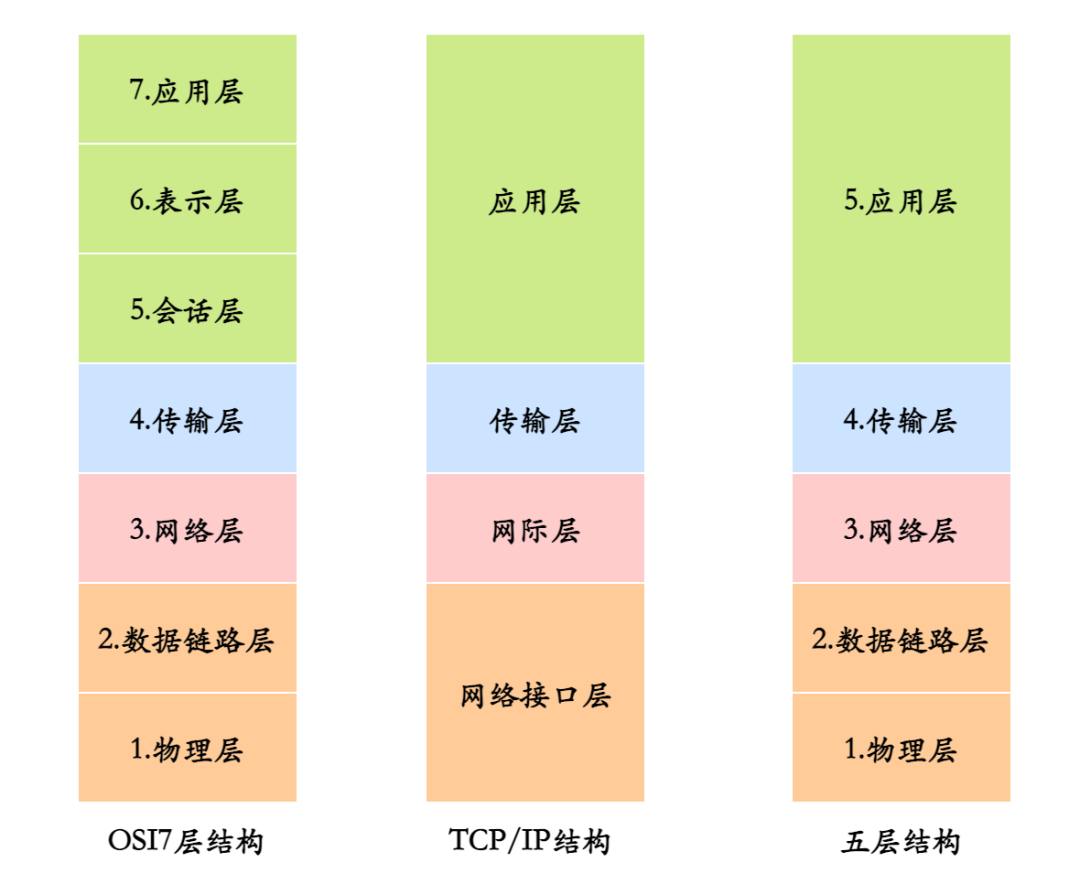 7.应用层
6.表示层
5.会话层
4.传输层
3.网络层
2.数据链路层
1.物理层
OSI7层结构
应用层
传输层
网际层
网络接口层
TCP/IP结构
5.应用层
4.传输层
3.网络层
2.数据链路层
1.物理层
五层结构